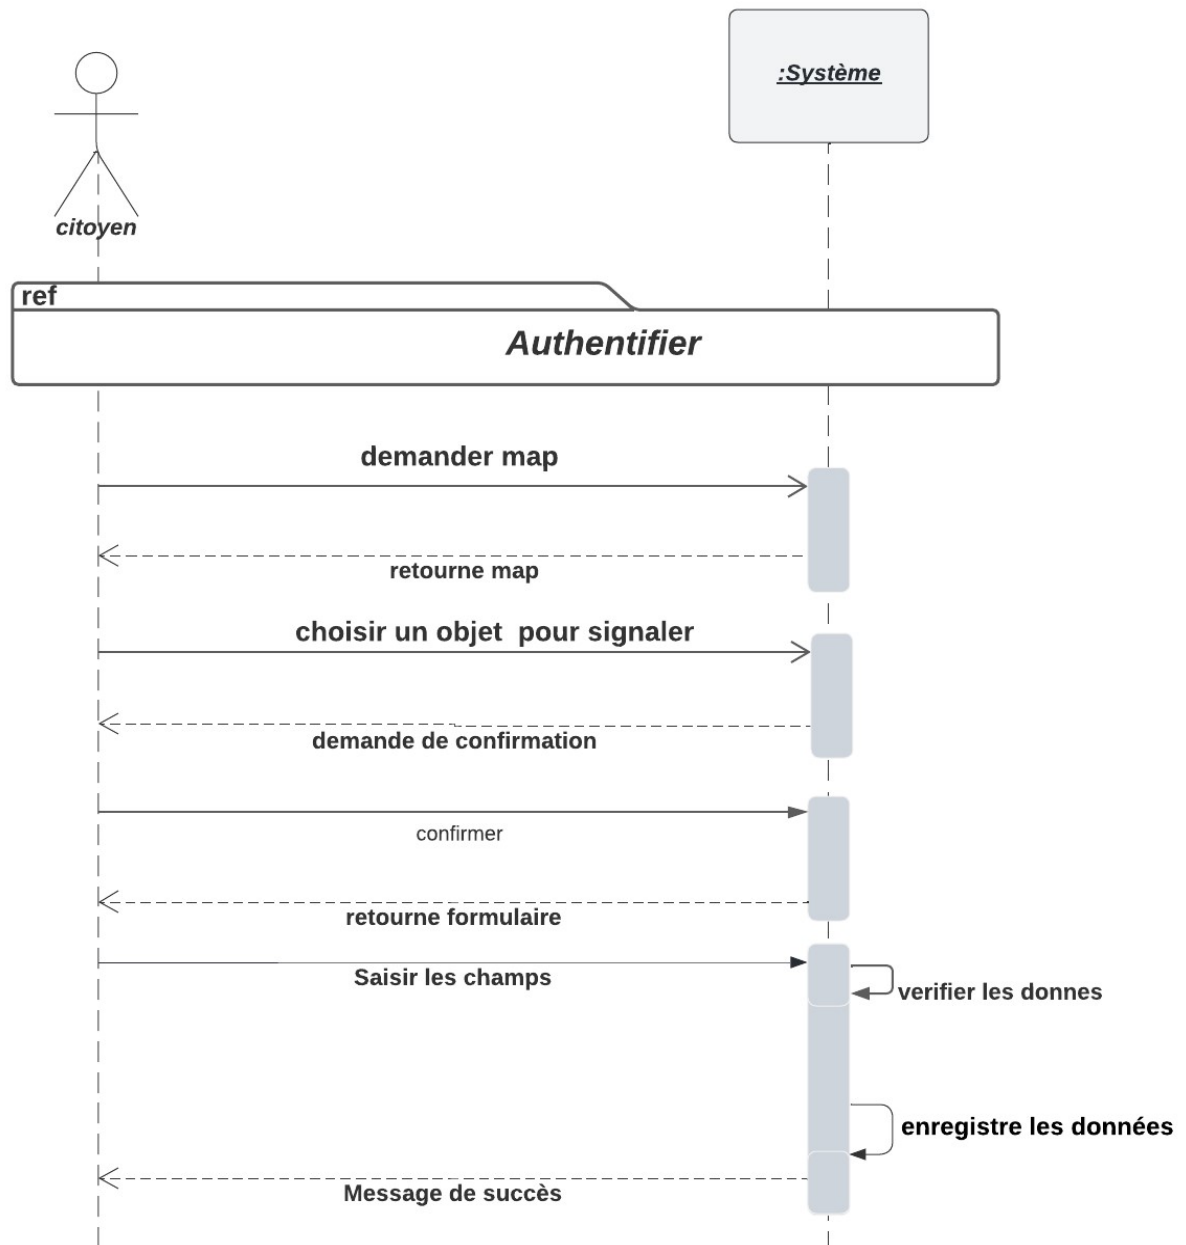 :Système
citoyen
ref
Authentifier
demander map
retourne map
choisir un objet  pour signaler
demande de confirmation
confirmer
retourne formulaire
Saisir les champs
verifier les donnes
enregistre les données
Message de succès